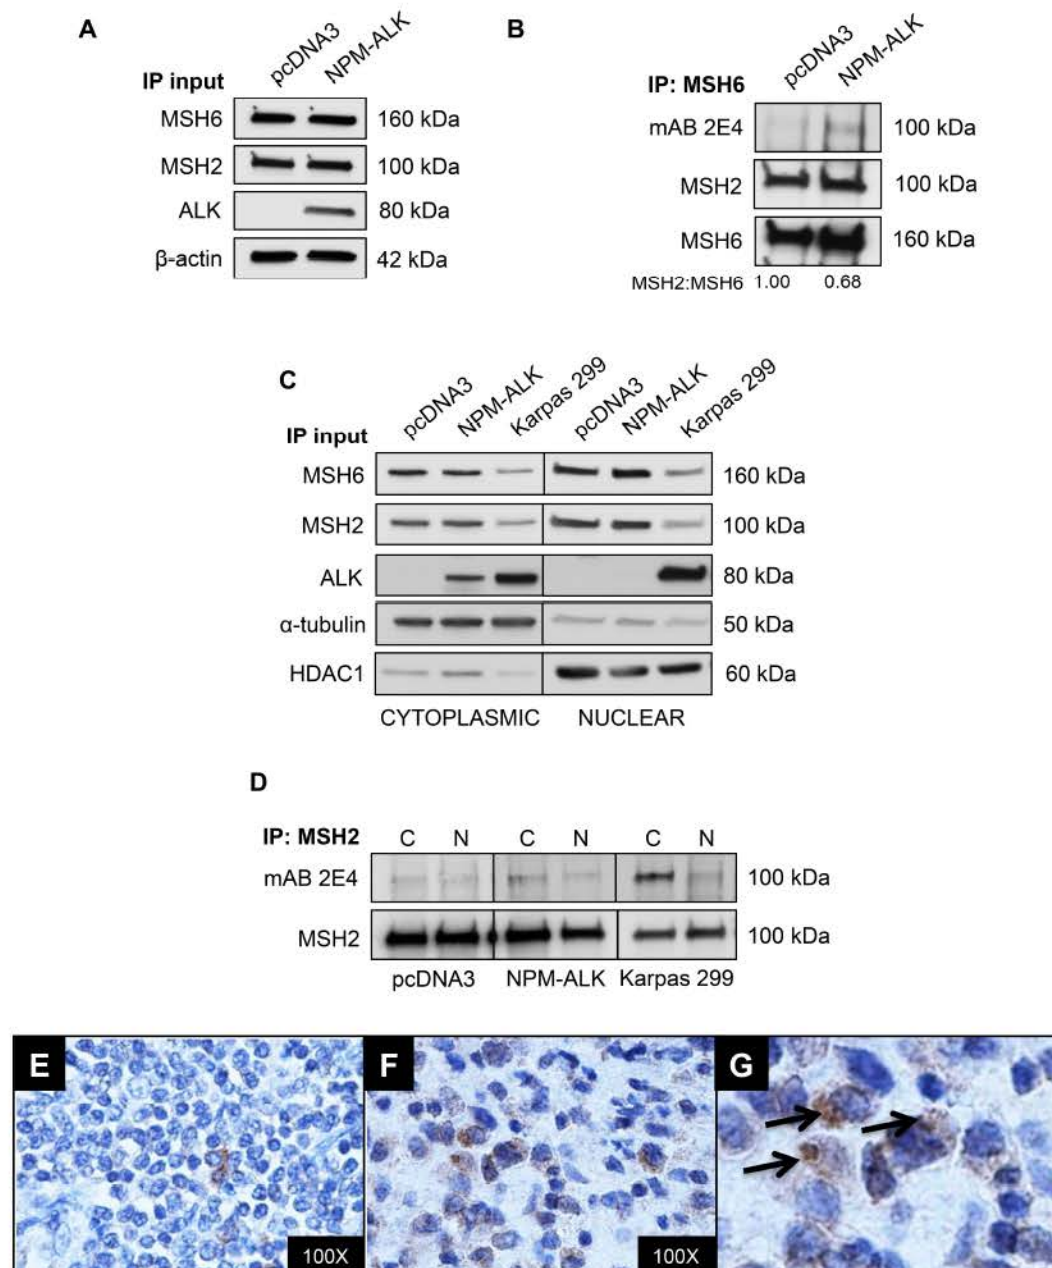 A
pcDNA3 NPM-ALK
IP input
MSH6 160 kDa
MSH2 100 kDa
ALK 80 kDa
β-actin 42 kDa
B
pcDNA3 NPM-ALK
IP: MSH6
mAB 2E4 100 kDa
MSH2 100 kDa
MSH6 160 kDa
MSH2:MSH6 1.00 0.68
C
pcDNA3 NPM-ALK Karpas 299 pcDNA3 NPM-ALK Karpas 299
IP input
MSH6 160 kDa
MSH2 100 kDa
ALK 80 kDa
α-tubulin 50 kDa
HDAC1 60 kDa
CYTOPLASMIC NUCLEAR
D
IP: MSH2 C N C N C N
mAB 2E4 100 kDa
MSH2 100 kDa
pcDNA3 NPM-ALK Karpas 299
E F G
100X 100X